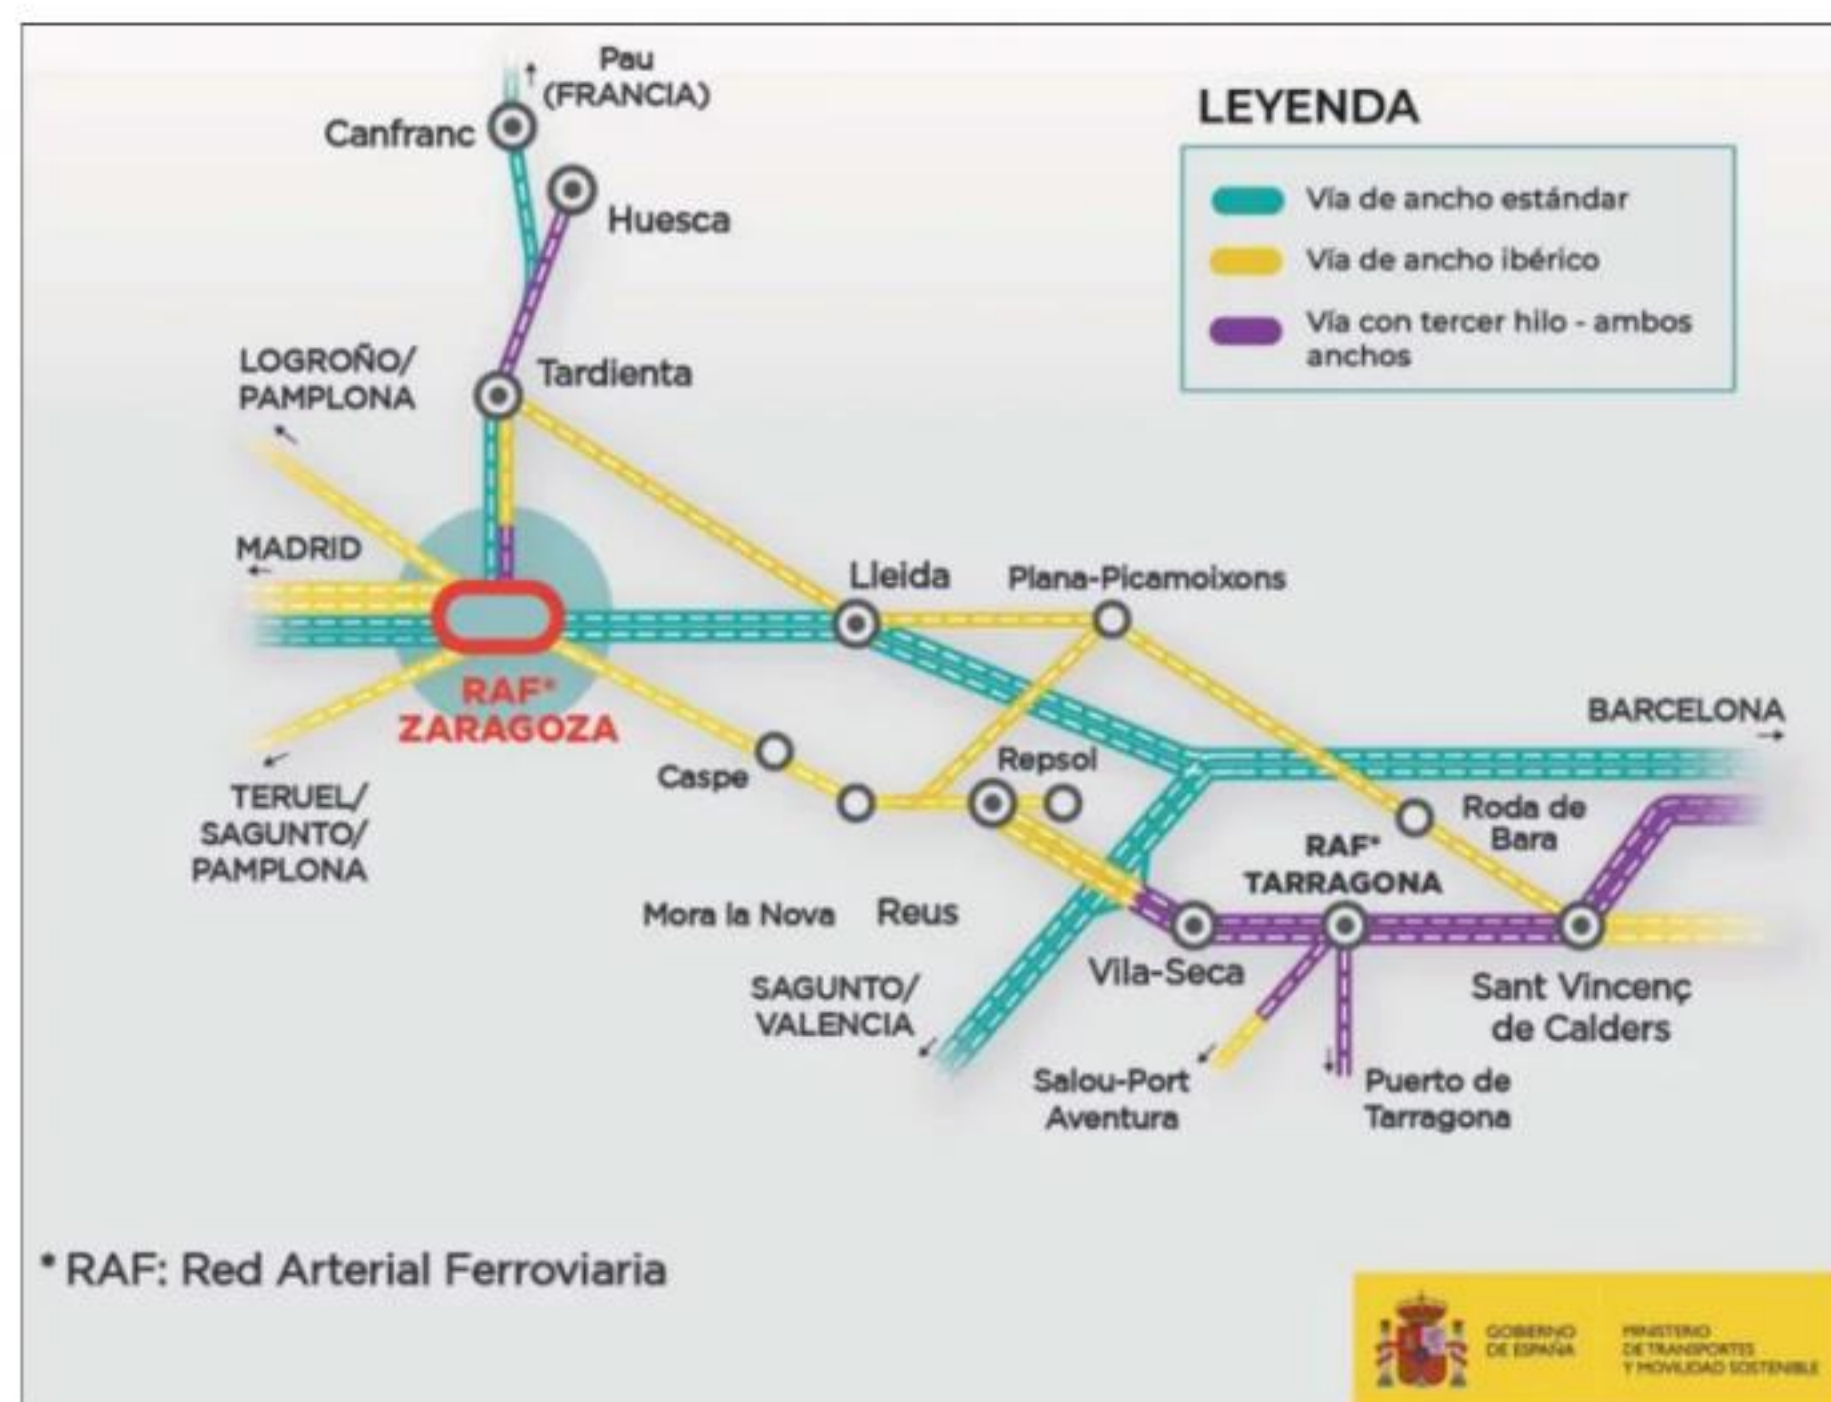 Pau
(FRANCIA)
Canfranc
Huesca
LEYENDA
Vía de ancho estándar
Vía de ancho ibérico
Vía con tercer hilo - ambos
anchos
LOGROÑO/
PAMPLONA
Tardienta
MADRID
Lleida
Plana-Picamoixons
RAF*
ZARAGOZA
BARCELONA
Caspe
Repsol
TERUEL/
SAGUNTO/
PAMPLONA
Roda de
Bara
RAF*
TARRAGONA
Mora la Nova
Reus
SAGUNTO/
VALENCIA
Vila-Seca
Sant Vincenç
de Calders
Salou-Port
Aventura
Puerto de
Tarragona
* RAF: Red Arterial Ferroviaria
GOBIERNO
DE ESPAÑA
MINISTERIO
DE TRANSPORTES
Y MOVILIDAD SOSTENIBLE